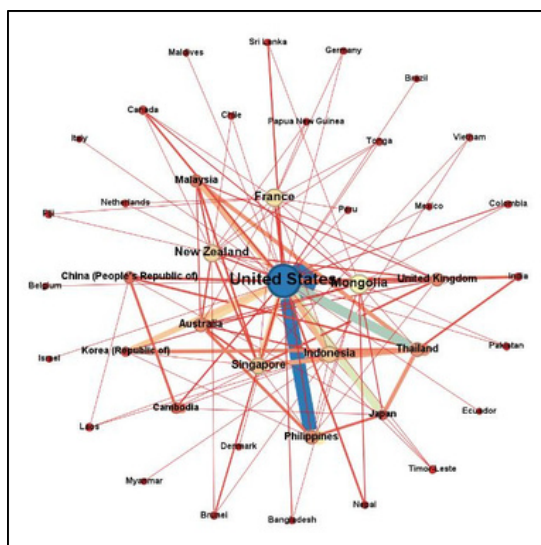 Sri Lanka
Maldives
Germany
Brazil
Canada
Chile
Papua New Guinea
Italy
Tonga
Vietnam
Malaysia
France
Netherlands
Peru
Mexico
Colombia
Fiji
New Zealand
China (People's Republic of)
United States
Mongolia
United Kingdom
India
Belgium
Australia
Korea (Republic of)
Indonesia
Thailand
Pakistan
Israel
Singapore
Cambodia
Japan
Ecuador
Laos
Philippines
Denmark
Timor-Leste
Myanmar
Nepal
Brunei
Bangladesh